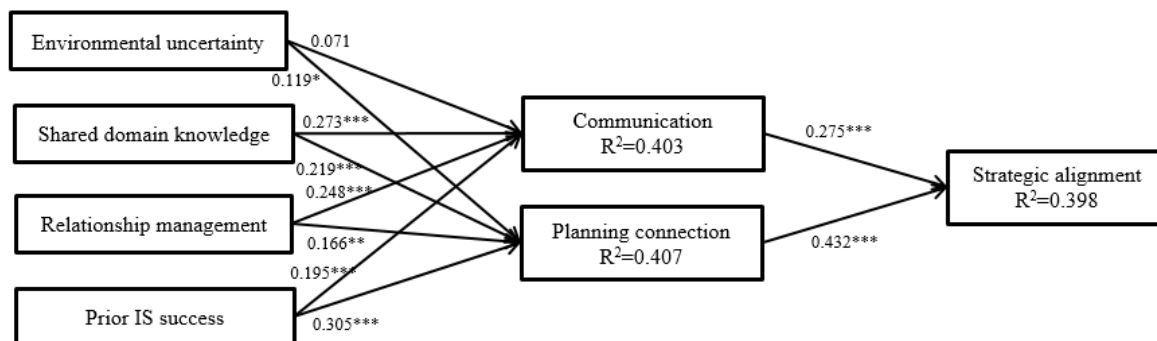 Environmental uncertainty
0.071
0.119*
Shared domain knowledge
0.273***
0.219***
0.248***
Relationship management
0.166**
0.195***
Prior IS success
0.305***
Communication
R²=0.403
0.275***
Planning connection
R²=0.407
0.432***
Strategic alignment
R²=0.398